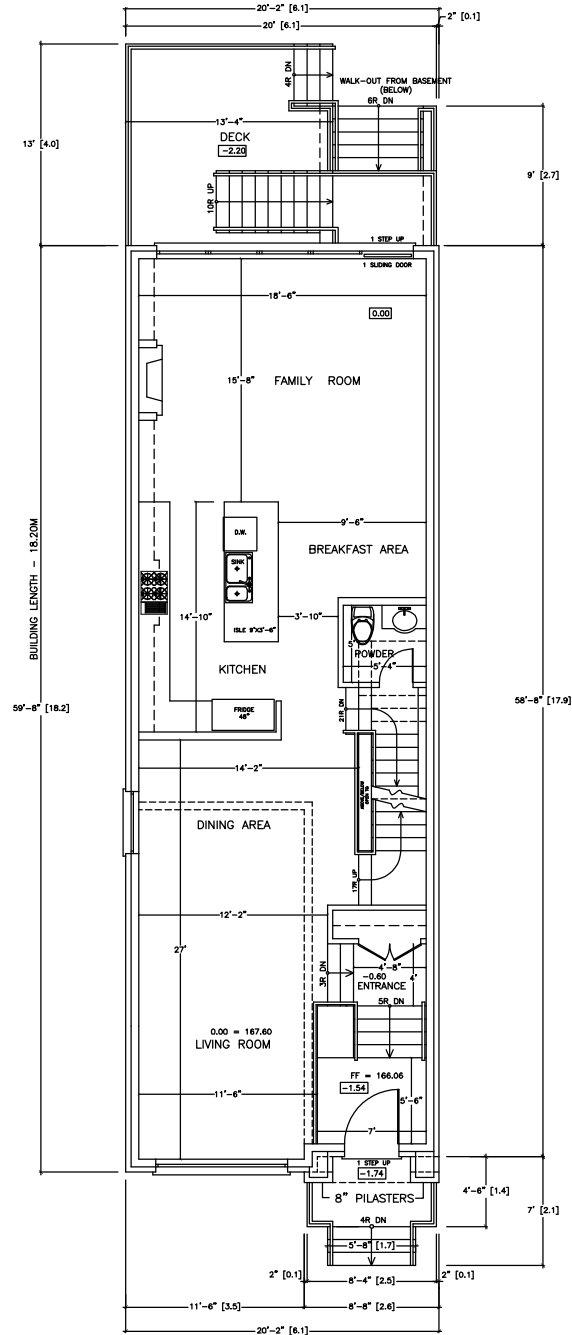 20'-2" [6.1]
2" [0.1]
20' [6.1]
4R DN
WALK-OUT FROM BASEMENT
(BELOW)
6R DN
13'-4"
DECK
-2.20
13' [4.0]
9' [2.7]
10R UP
1 STEP UP
1 SLIDING DOOR
18'-6"
0.00
15'-8"
FAMILY ROOM
9'-6"
D.W.
BREAKFAST AREA
SINK
BUILDING LENGTH - 18.20M
14'-10"
3'-10"
ISLE 9"X3'-6"
5'
POWDER
5'-4"
KITCHEN
59'-8" [18.2]
58'-8" [17.9]
FRIDGE
48"
21R DN
14'-2"
OPEN TO
ABOVE/BELOW
DINING AREA
17R UP
12'-2"
27'
4'-8"
4'
-0.60
ENTRANCE
3R DN
5R DN
0.00 = 167.60
LIVING ROOM
FF = 166.06
-1.54
11'-6"
5'-6"
7'
1 STEP UP
-1.74
4'-6" [1.4]
8" PILASTERS
7' [2.1]
4R DN
5'-8" [1.7]
2" [0.1]
8'-4" [2.5]
2" [0.1]
11'-6" [3.5]
8'-8" [2.6]
20'-2" [6.1]